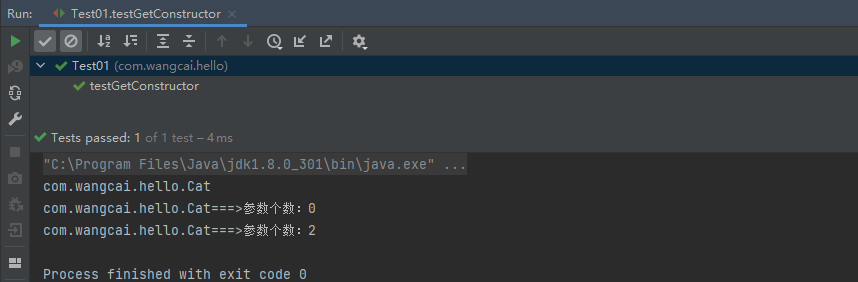 Run: Test01.testGetConstructor ×
Test01 (com.wangcai.hello)
testGetConstructor
Tests passed: 1 of 1 test – 4 ms
"C:\Program Files\Java\jdk1.8.0_301\bin\java.exe" ...
com.wangcai.hello.Cat
com.wangcai.hello.Cat===>参数个数：0
com.wangcai.hello.Cat===>参数个数：2
Process finished with exit code 0